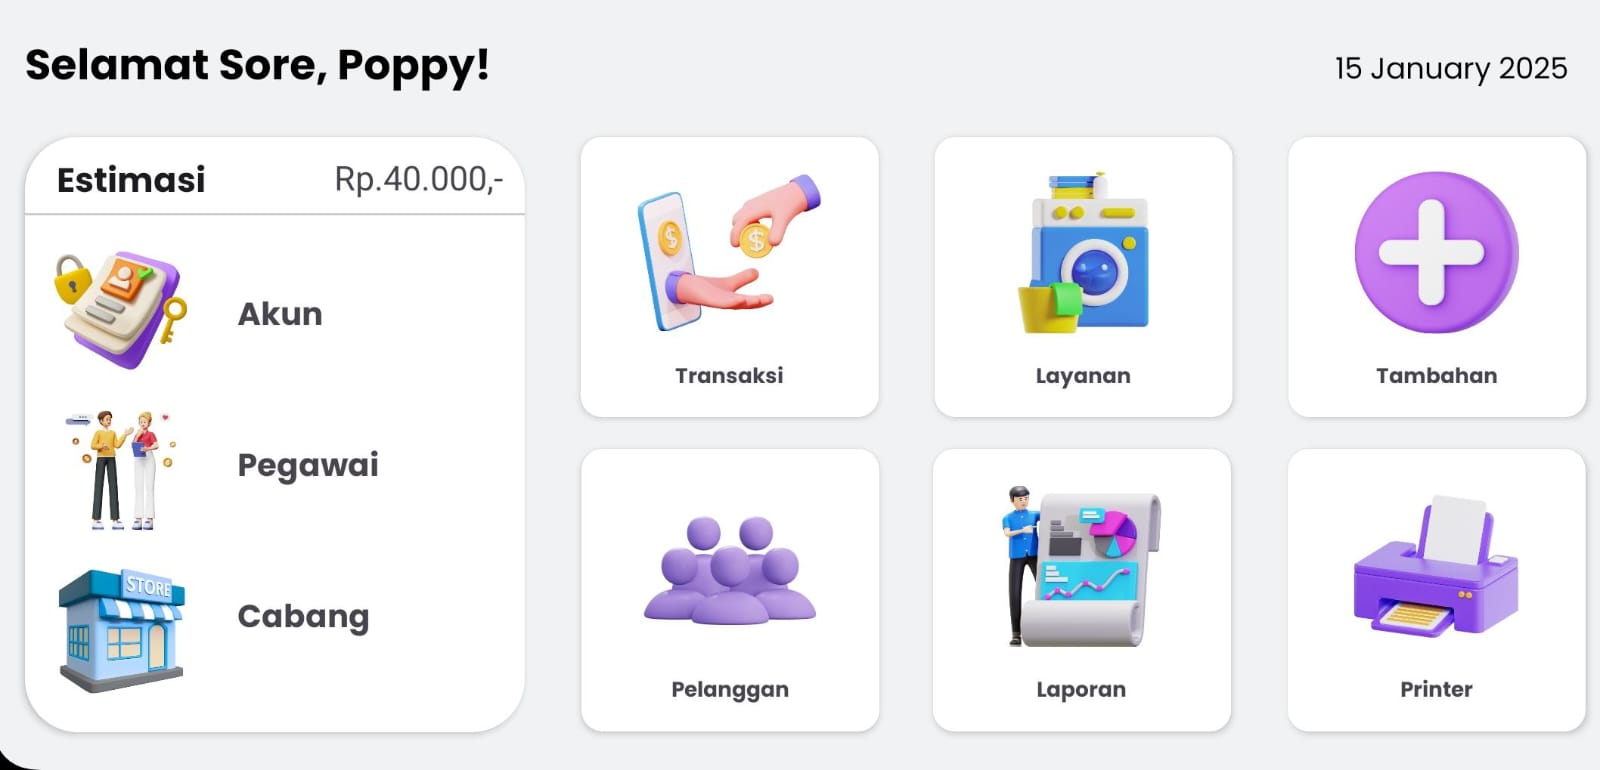 Selamat Sore, Poppy!
15 January 2025
Estimasi Rp.40.000,-
Akun
Pegawai
STORE
Cabang
Transaksi
Layanan
Tambahan
Pelanggan
Laporan
Printer